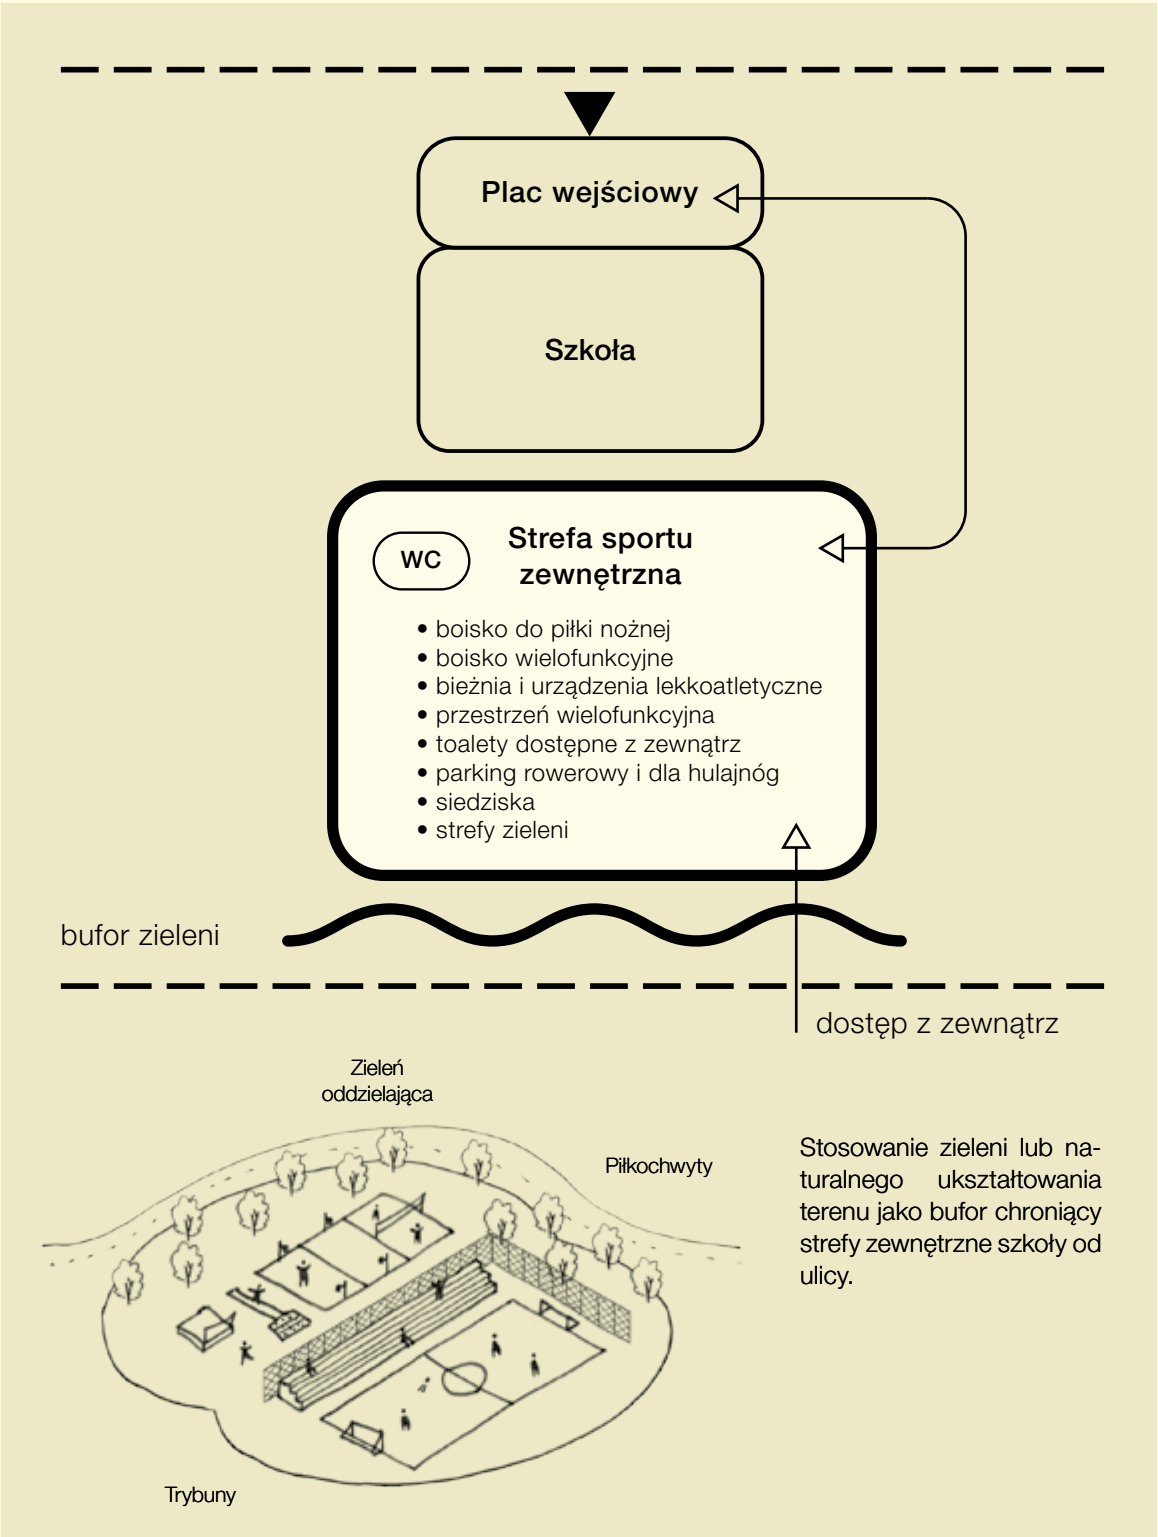 Plac wejściowy
Szkoła
WC
Strefa sportu
zewnętrzna
• boisko do piłki nożnej
• boisko wielofunkcyjne
• bieżnia i urządzenia lekkoatletyczne
• przestrzeń wielofunkcyjna
• toalety dostępne z zewnątrz
• parking rowerowy i dla hulajnóg
• siedziska
• strefy zieleni
bufor zieleni
dostęp z zewnątrz
Zieleń
oddzielająca
Piłkochwyty
Stosowanie zieleni lub na-
turalnego ukształtowania
terenu jako bufor chroniący
strefy zewnętrzne szkoły od
ulicy.
Trybuny